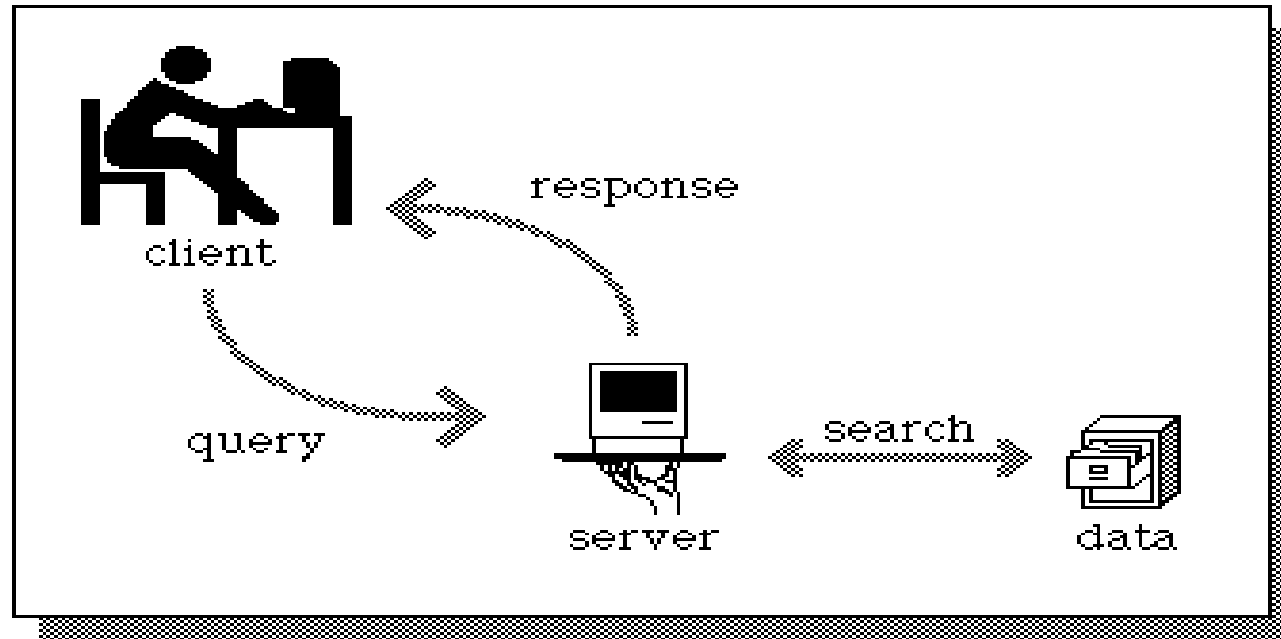 response
client
search
query
server
data